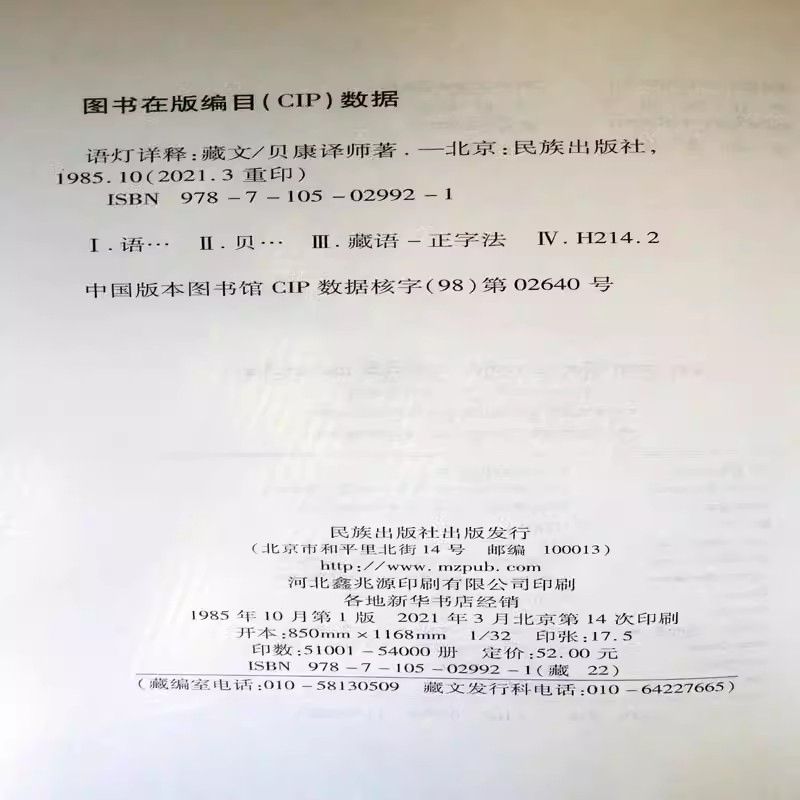 图书在版编目(CIP)数据
语灯详释:藏文/贝康译师著.—北京:民族出版社,
1985.10(2021.3 重印)
ISBN 978-7-105-02992-1
Ⅰ.语… Ⅱ.贝… Ⅲ.藏语-正字法 Ⅳ.H214.2
中国版本图书馆 CIP 数据核字(98)第 02640 号
民族出版社出版发行
(北京市和平里北街 14 号 邮编 100013)
http://www.mzpub.com
河北鑫兆源印刷有限公司印刷
各地新华书店经销
1985 年 10 月第 1 版 2021 年 3 月北京第 14 次印刷
开本:850mm×1168mm 1/32 印张:17.5
印数:51001-54000 册 定价:52.00 元
ISBN 978-7-105-02992-1(藏 22)
(藏编室电话:010-58130509 藏文发行科电话:010-64227665)